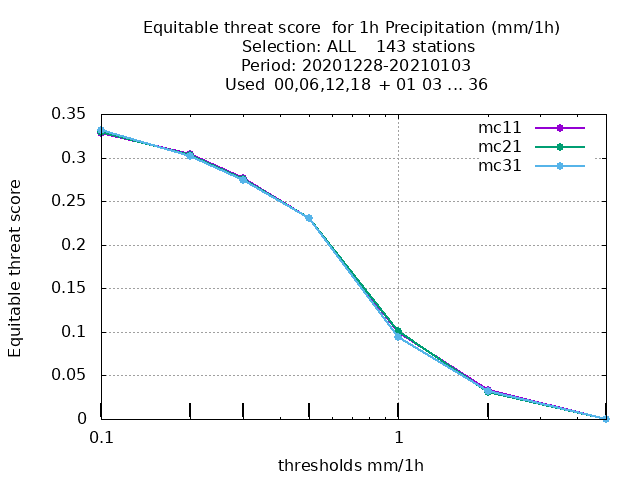 Equitable threat score  for 1h Precipitation (mm/1h)
Selection: ALL    143 stations
Period: 20201228-20210103
Used  00,06,12,18 + 01 03 ... 36
mc11
mc21
mc31
Equitable threat score
0.35
0.3
0.25
0.2
0.15
0.1
0.05
0
0.1 1
thresholds mm/1h